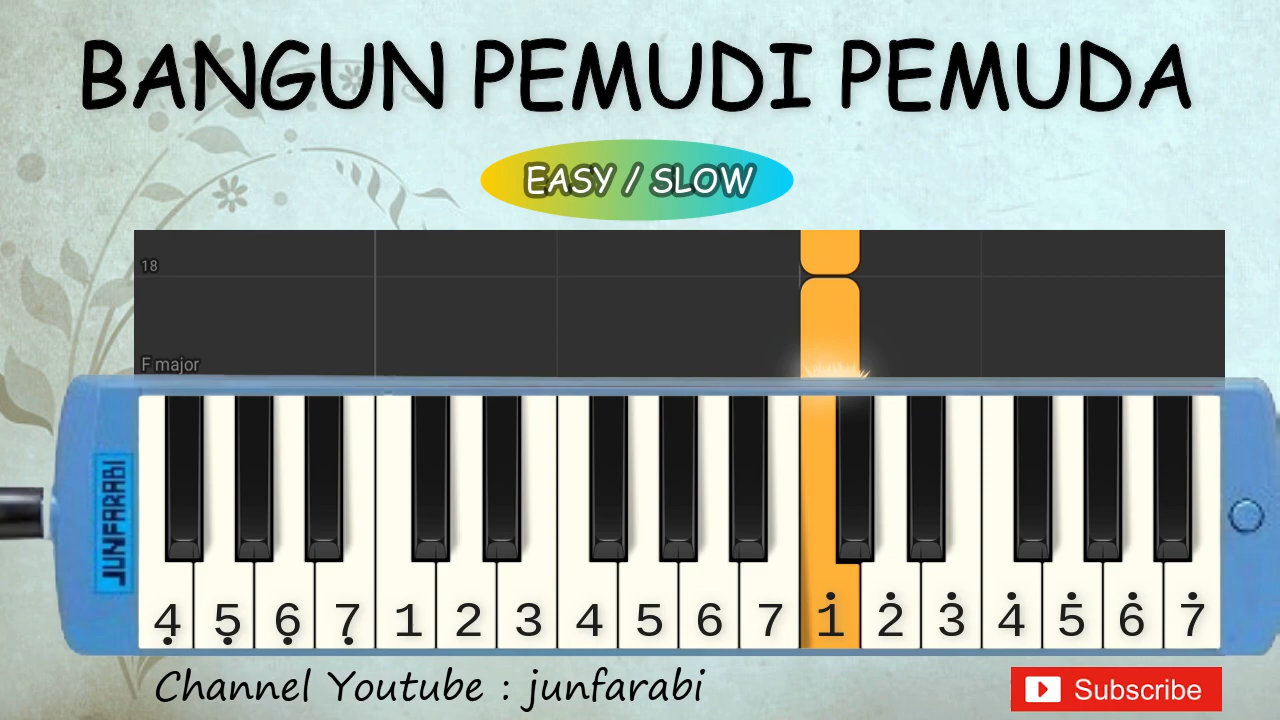 BANGUN PEMUDI PEMUDA
EASY / SLOW
18
F major
JUNFARABI
4̣ 5̣ 6̣ 7̣ 1 2 3 4 5 6 7 1̇ 2̇ 3̇ 4̇ 5̇ 6̇ 7̇
Channel Youtube : junfarabi
Subscribe